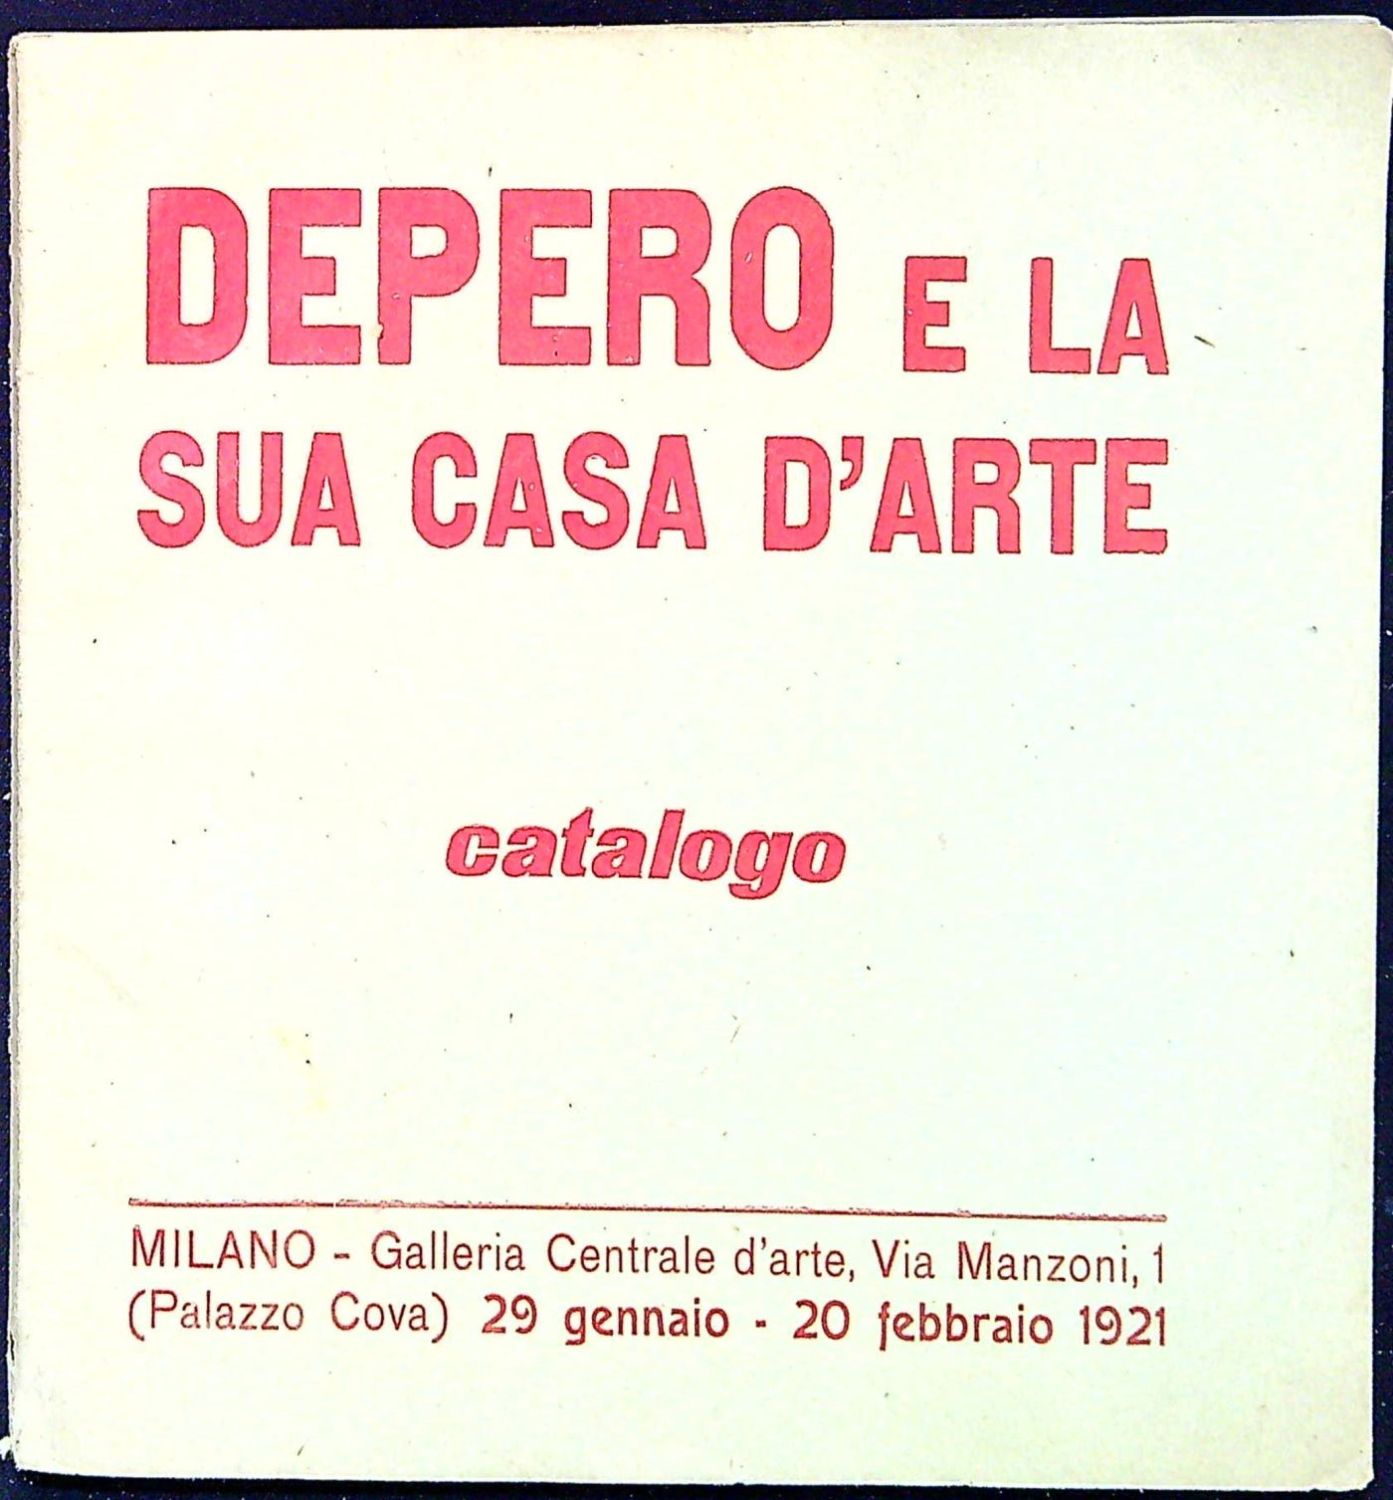 DEPERO E LA
SUA CASA D'ARTE
catalogo
MILANO - Galleria Centrale d'arte, Via Manzoni, 1
(Palazzo Cova) 29 gennaio - 20 febbraio 1921